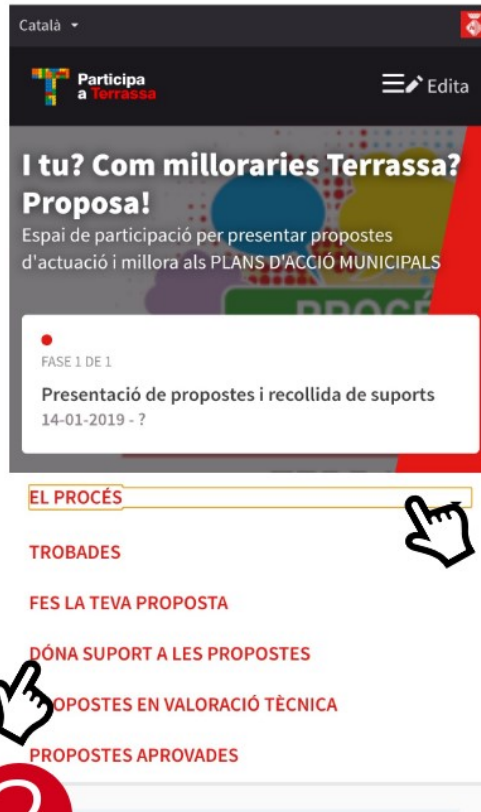 Català
Participa
a Terrassa
Edita
I tu? Com milloraries Terrassa?
Proposa!
Espai de participació per presentar propostes
d'actuació i millora als PLANS D'ACCIÓ MUNICIPALS
FASE 1 DE 1
Presentació de propostes i recollida de suports
14-01-2019 - ?
EL PROCÉS
TROBADES
FES LA TEVA PROPOSTA
DÓNA SUPORT A LES PROPOSTES
OPOSTES EN VALORACIÓ TÈCNICA
PROPOSTES APROVADES